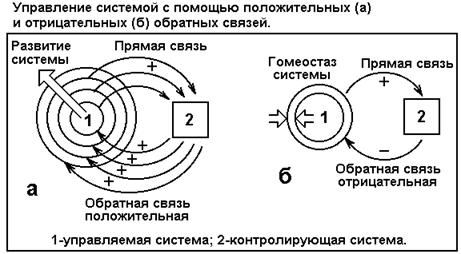 Управление системой с помощью положительных (а)
и отрицательных (б) обратных связей.
Развитие
системы
Прямая связь
+
+
+
1
2
+
+
+
а
Обратная связь
положительная
Гомеостаз
системы
Прямая связь
+
1
2
–
б
Обратная связь
отрицательная
1-управляемая система; 2-контролирующая система.